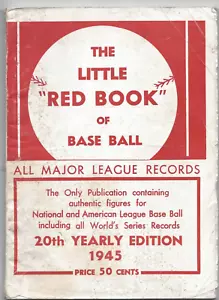 THE
LITTLE
"RED BOOK"
OF
BASE BALL
ALL MAJOR LEAGUE RECORDS
The Only Publication containing
authentic figures for
National and American League Base Ball
including all World's Series Records
20th YEARLY EDITION
1945
PRICE 50 CENTS